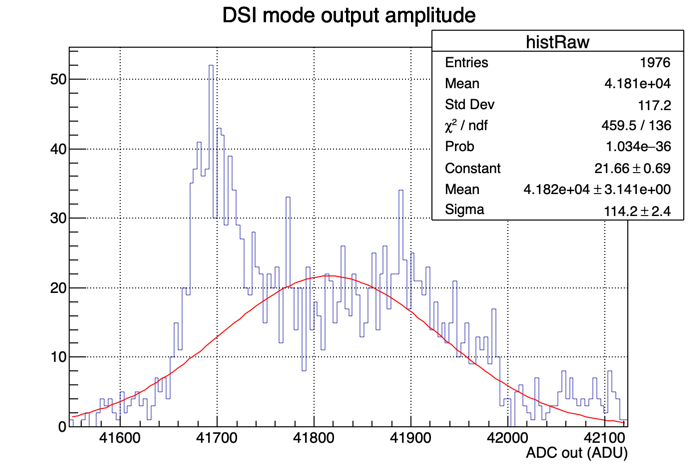 DSI mode output amplitude
histRaw
Entries 1976
Mean 4.181e+04
Std Dev 117.2
χ² / ndf 459.5 / 136
Prob 1.034e−36
Constant 21.66 ± 0.69
Mean 4.182e+04 ± 3.141e+00
Sigma 114.2 ± 2.4
50
40
30
20
10
0
41600 41700 41800 41900 42000 42100
ADC out (ADU)